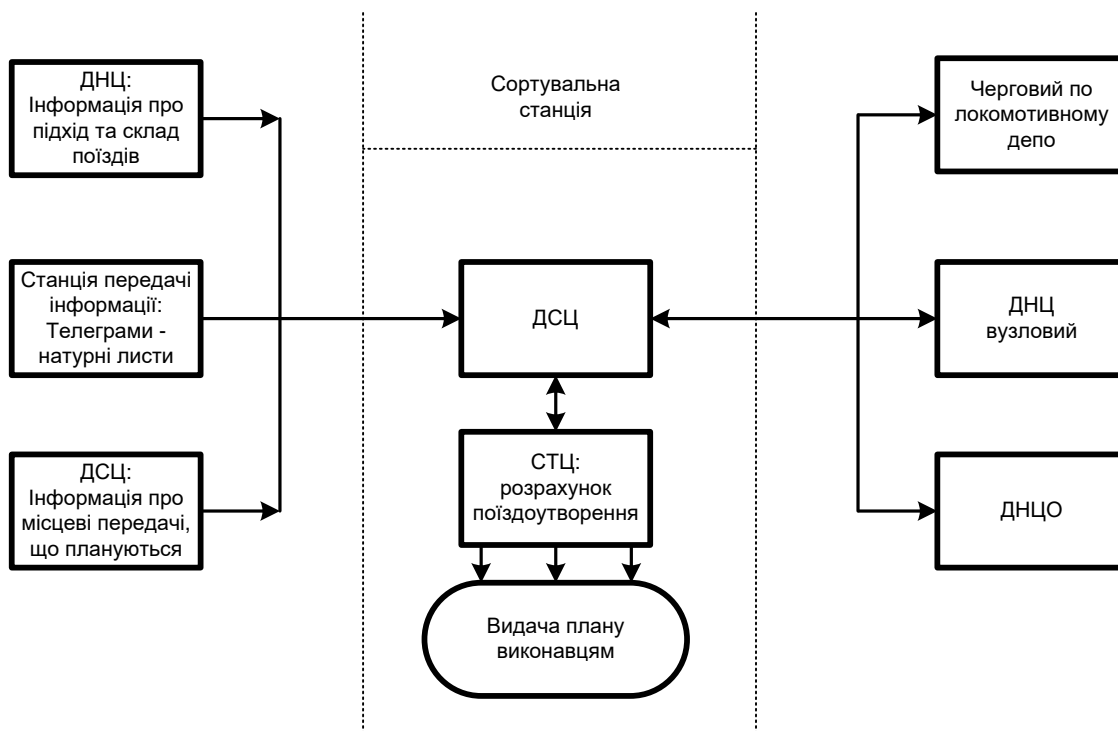 ДНЦ:
Інформація про
підхід та склад
поїздів
Станція передачі
інформації:
Телеграми -
натурні листи
ДСЦ:
Інформація про
місцеві передачі,
що плануються
Сортувальна
станція
ДСЦ
СТЦ:
розрахунок
поїздоутворення
Видача плану
виконавцям
Черговий по
локомотивному
депо
ДНЦ
вузловий
ДНЦО